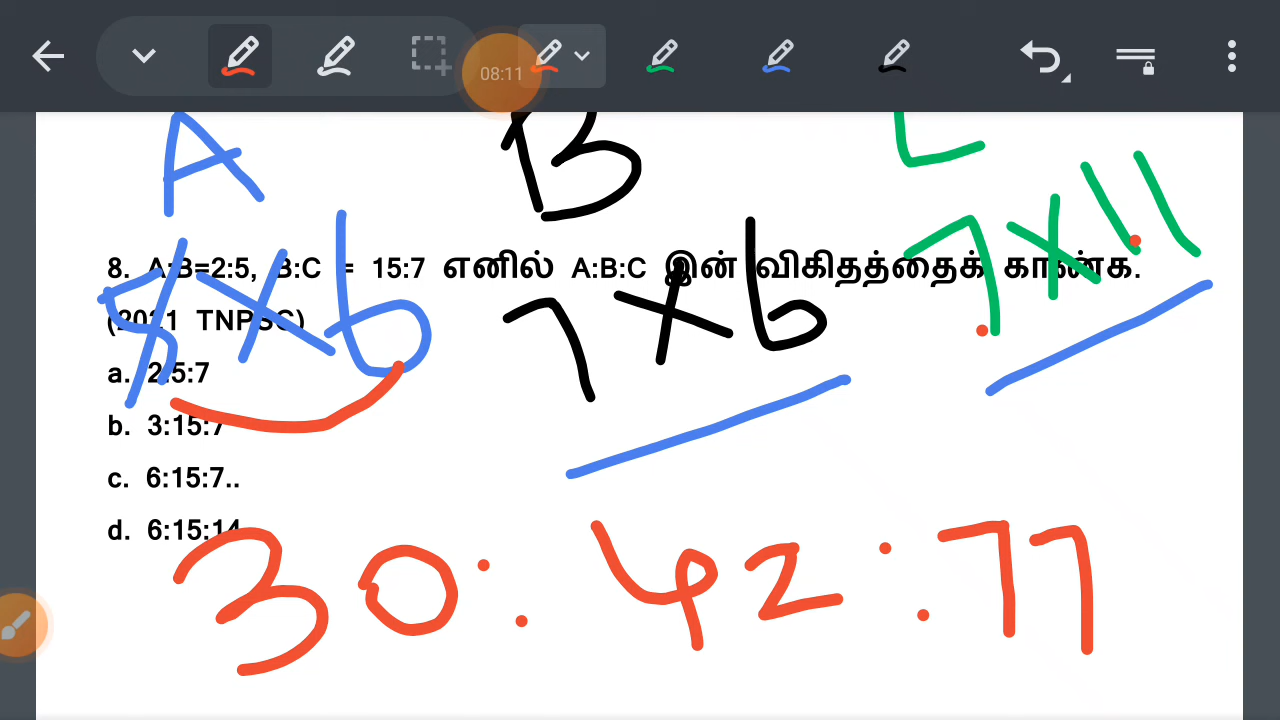 08:11
A B C
8. A:B=2:5, B:C = 15:7 எனில் A:B:C இன் விகிதத்தைக் காண்க.
(2021 TNPSC)
5×6 7×6 7×11
a. 2:5:7
b. 3:15:7
c. 6:15:7..
d. 6:15:14
30: 42:77